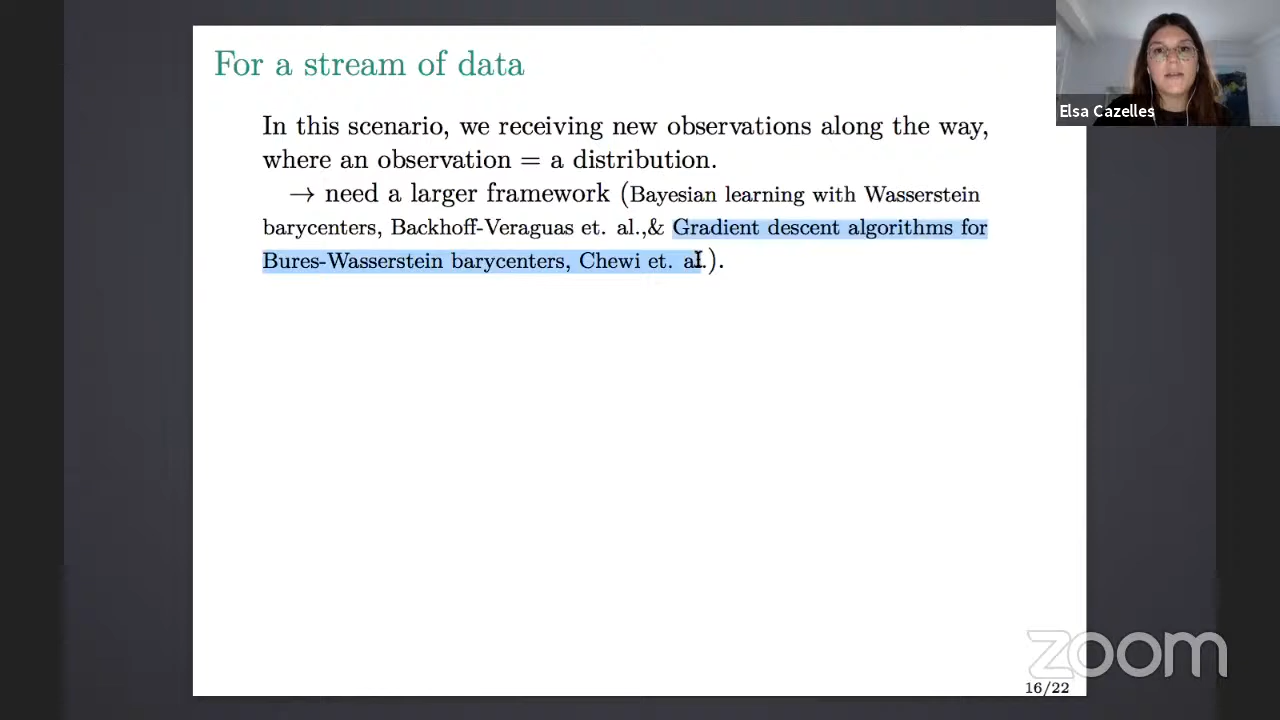 For a stream of data
In this scenario, we receiving new observations along the way,
where an observation = a distribution.
→ need a larger framework (Bayesian learning with Wasserstein
barycenters, Backhoff-Veraguas et. al.,& Gradient descent algorithms for
Bures-Wasserstein barycenters, Chewi et. al.).
Elsa Cazelles
zoom
16/22